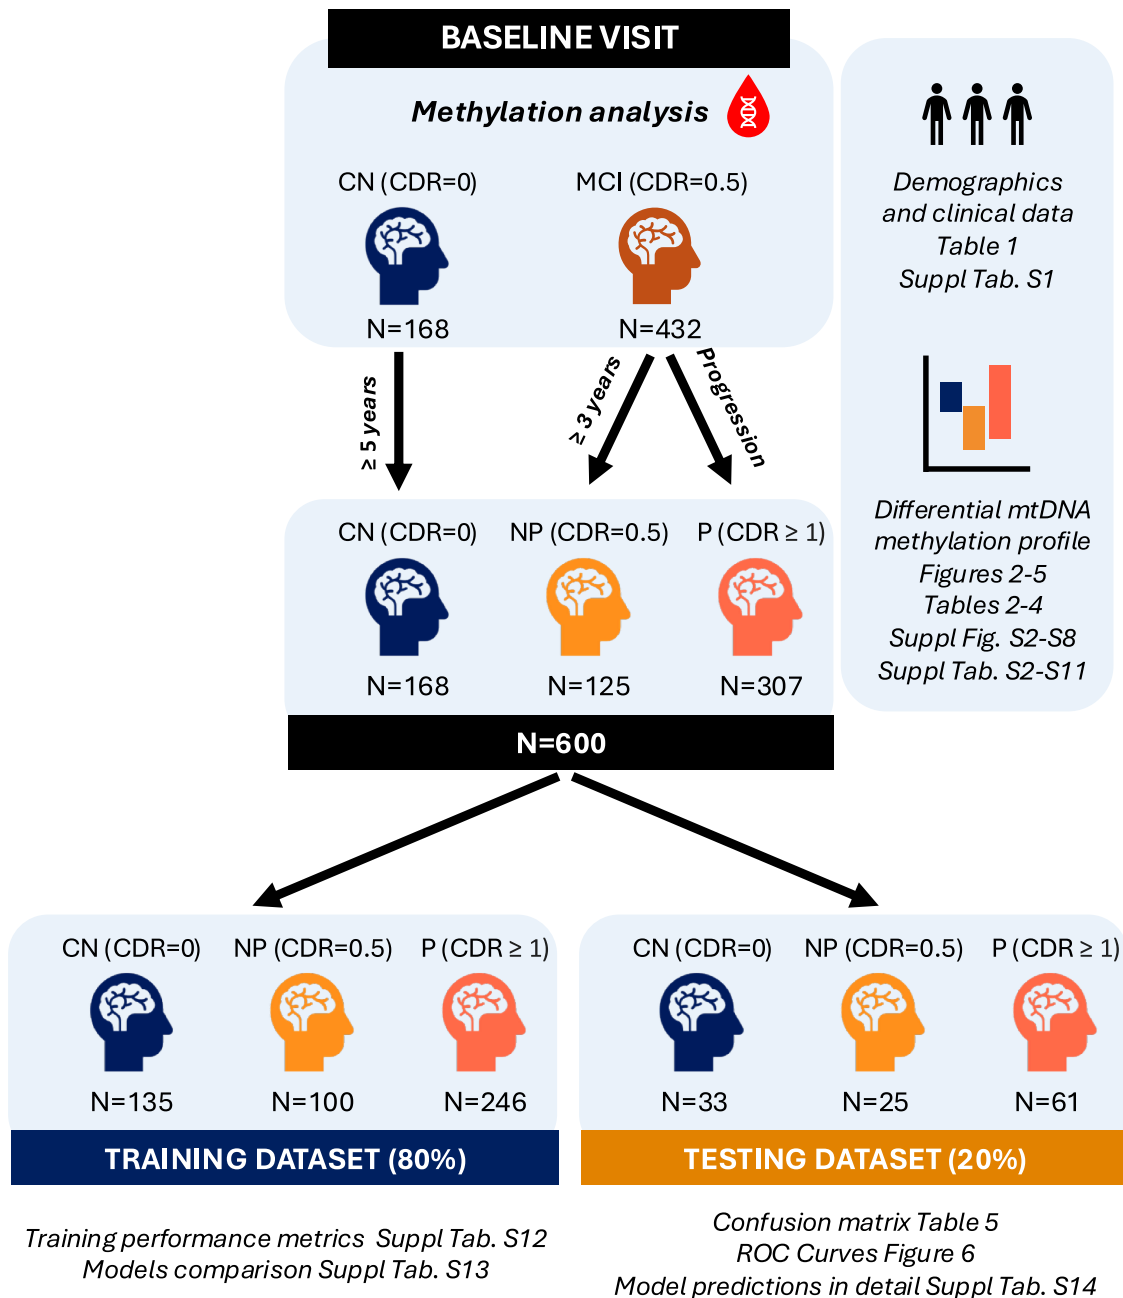 BASELINE VISIT
Methylation analysis
CN (CDR=0)
MCI (CDR=0.5)
N=168
N=432
Demographics
and clinical data
Table 1
Suppl Tab. S1
≥ 5 years
≥ 3 years
Progression
Differential mtDNA
methylation profile
Figures 2-5
Tables 2-4
Suppl Fig. S2-S8
Suppl Tab. S2-S11
CN (CDR=0)
NP (CDR=0.5)
P (CDR ≥ 1)
N=168
N=125
N=307
N=600
CN (CDR=0)
NP (CDR=0.5)
P (CDR ≥ 1)
N=135
N=100
N=246
TRAINING DATASET (80%)
Training performance metrics Suppl Tab. S12
Models comparison Suppl Tab. S13
CN (CDR=0)
NP (CDR=0.5)
P (CDR ≥ 1)
N=33
N=25
N=61
TESTING DATASET (20%)
Confusion matrix Table 5
ROC Curves Figure 6
Model predictions in detail Suppl Tab. S14